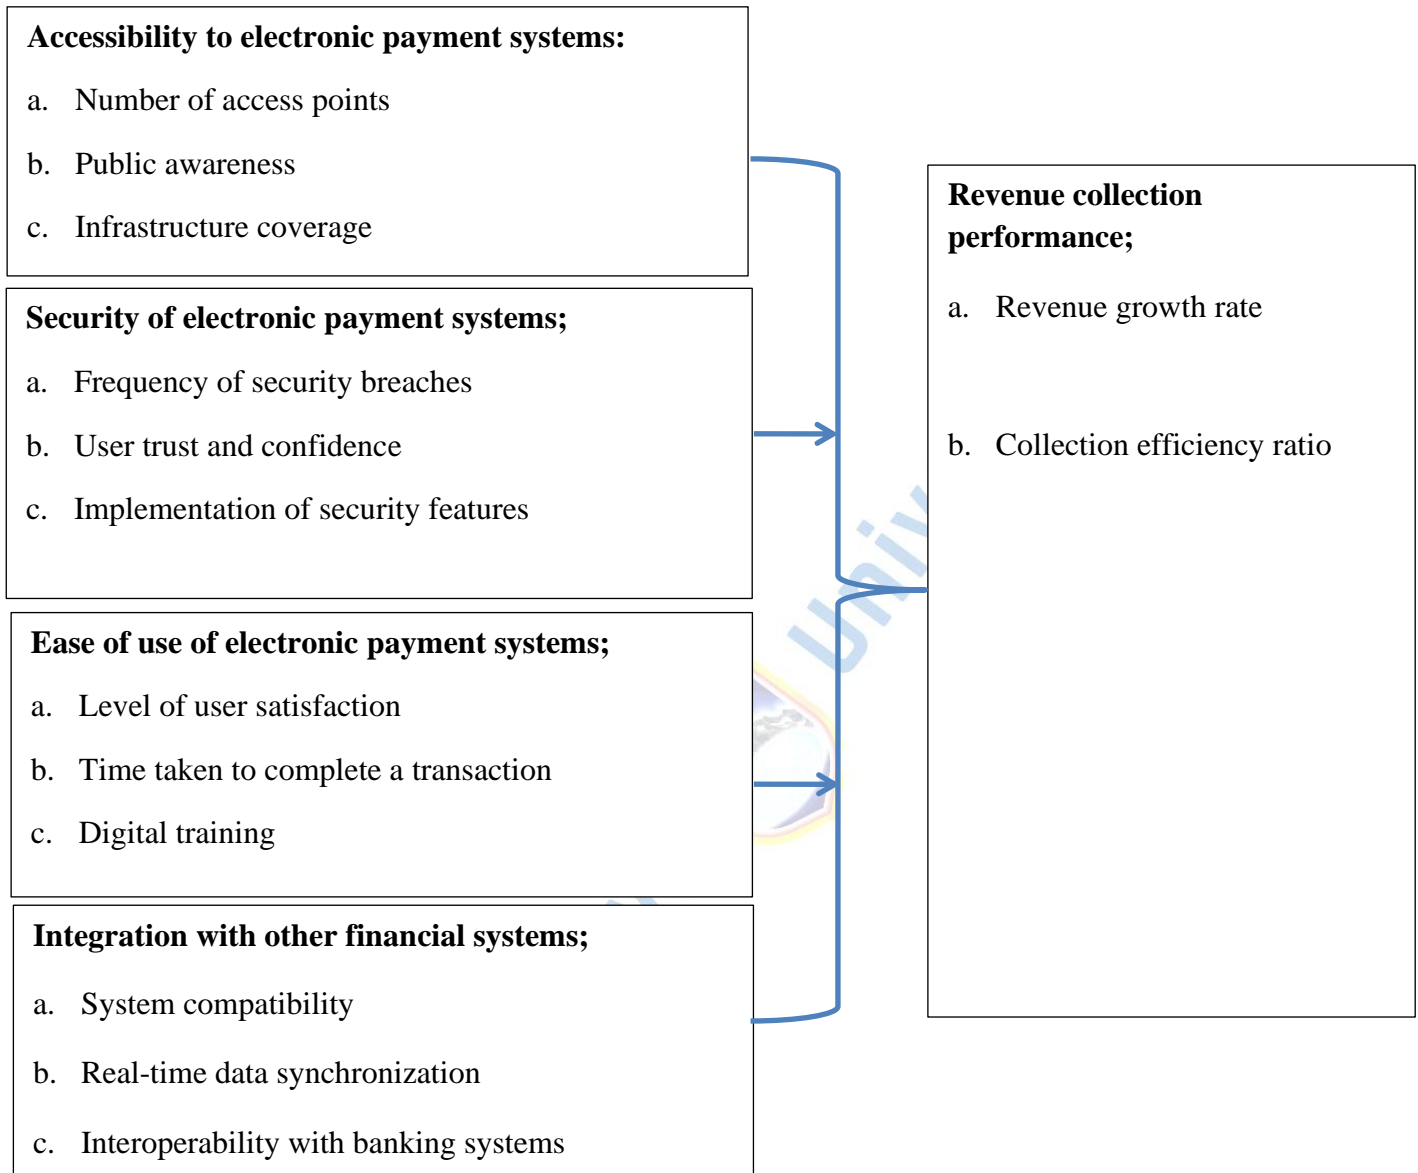 Accessibility to electronic payment systems:
a. Number of access points
b. Public awareness
c. Infrastructure coverage
Security of electronic payment systems;
a. Frequency of security breaches
b. User trust and confidence
c. Implementation of security features
Ease of use of electronic payment systems;
a. Level of user satisfaction
b. Time taken to complete a transaction
c. Digital training
Integration with other financial systems;
a. System compatibility
b. Real-time data synchronization
c. Interoperability with banking systems
Revenue collection
performance;
a. Revenue growth rate
b. Collection efficiency ratio